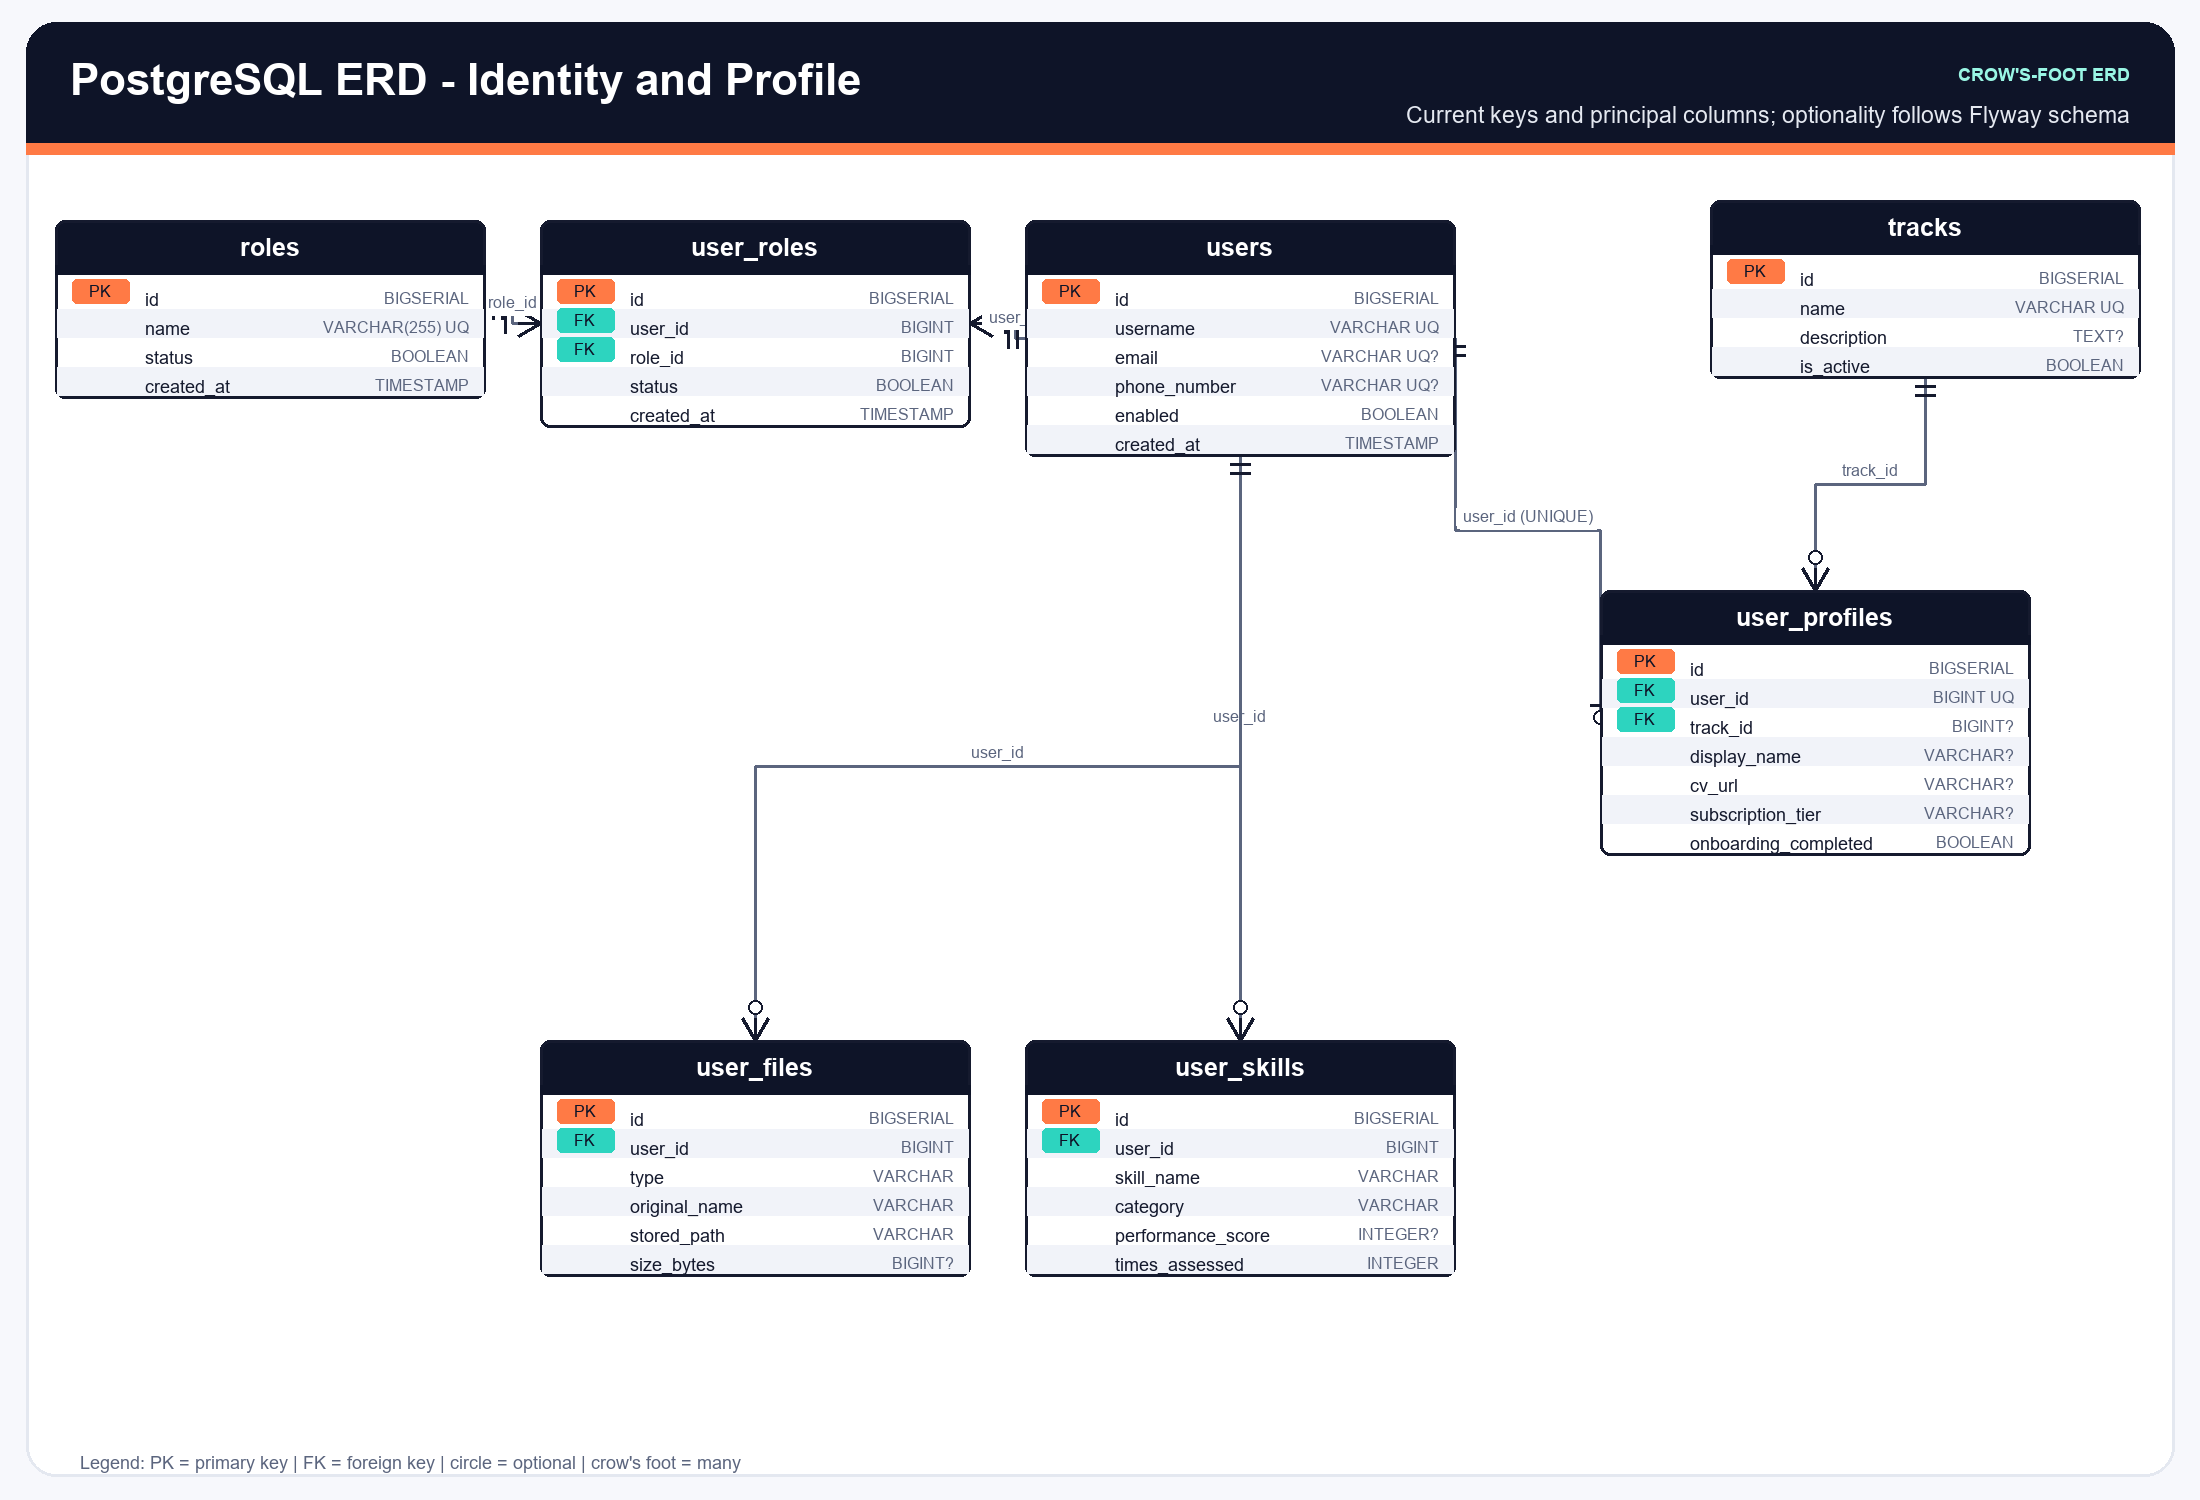 PostgreSQL ERD - Identity and Profile
CROW'S-FOOT ERD
Current keys and principal columns; optionality follows Flyway schema
roles
PK id BIGSERIAL
name VARCHAR(255) UQ
status BOOLEAN
created_at TIMESTAMP
role_id
user_roles
PK id BIGSERIAL
FK user_id BIGINT
FK role_id BIGINT
status BOOLEAN
created_at TIMESTAMP
user_
users
PK id BIGSERIAL
username VARCHAR UQ
email VARCHAR UQ?
phone_number VARCHAR UQ?
enabled BOOLEAN
created_at TIMESTAMP
tracks
PK id BIGSERIAL
name VARCHAR UQ
description TEXT?
is_active BOOLEAN
track_id
user_id (UNIQUE)
user_profiles
PK id BIGSERIAL
FK user_id BIGINT UQ
FK track_id BIGINT?
display_name VARCHAR?
cv_url VARCHAR?
subscription_tier VARCHAR?
onboarding_completed BOOLEAN
user_id
user_id
user_files
PK id BIGSERIAL
FK user_id BIGINT
type VARCHAR
original_name VARCHAR
stored_path VARCHAR
size_bytes BIGINT?
user_skills
PK id BIGSERIAL
FK user_id BIGINT
skill_name VARCHAR
category VARCHAR
performance_score INTEGER?
times_assessed INTEGER
Legend: PK = primary key | FK = foreign key | circle = optional | crow's foot = many